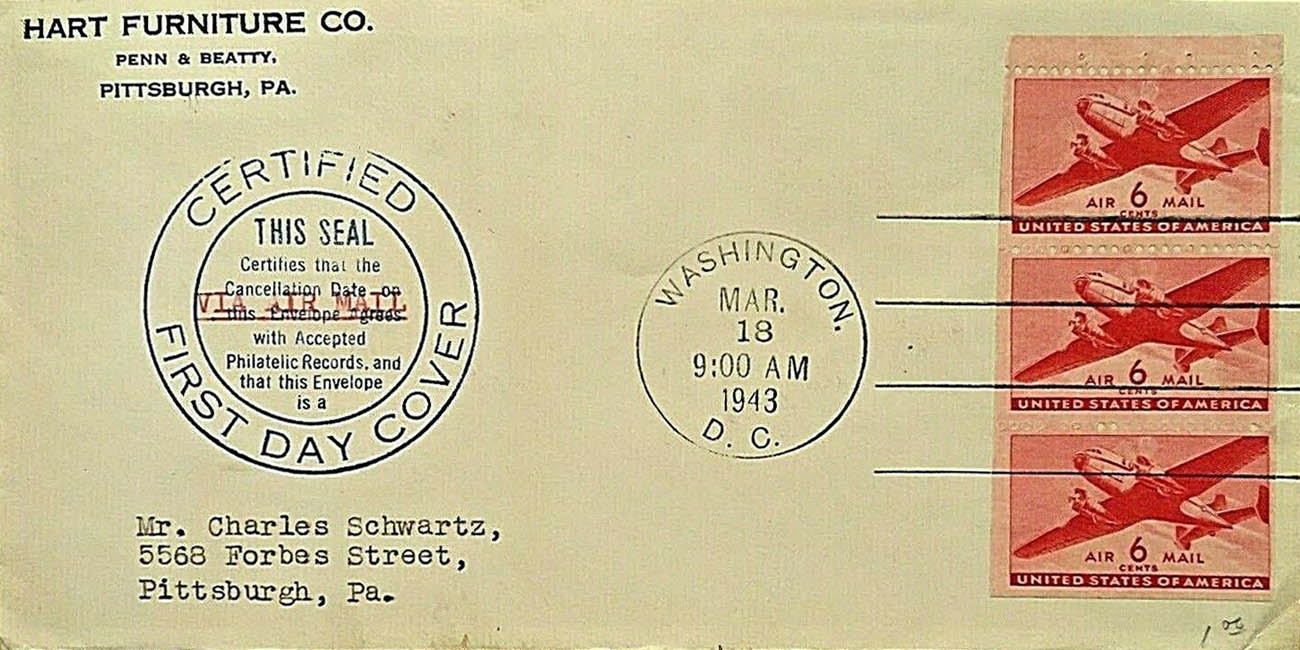 HART FURNITURE CO.
PENN & BEATTY,
PITTSBURGH, PA.
CERTIFIED
THIS SEAL
Certifies that the
Cancellation Date on
VIA AIR MAIL
this Envelope agrees
with Accepted
Philatelic Records, and
that this Envelope
is a
FIRST DAY COVER
WASHINGTON.
MAR.
18
9:00 AM
1943
D. C.
AIR 6 MAIL
CENTS
UNITED STATES OF AMERICA
AIR 6 MAIL
CENTS
UNITED STATES OF AMERICA
AIR 6 MAIL
CENTS
UNITED STATES OF AMERICA
Mr. Charles Schwartz,
5568 Forbes Street,
Pittsburgh, Pa.
1 00